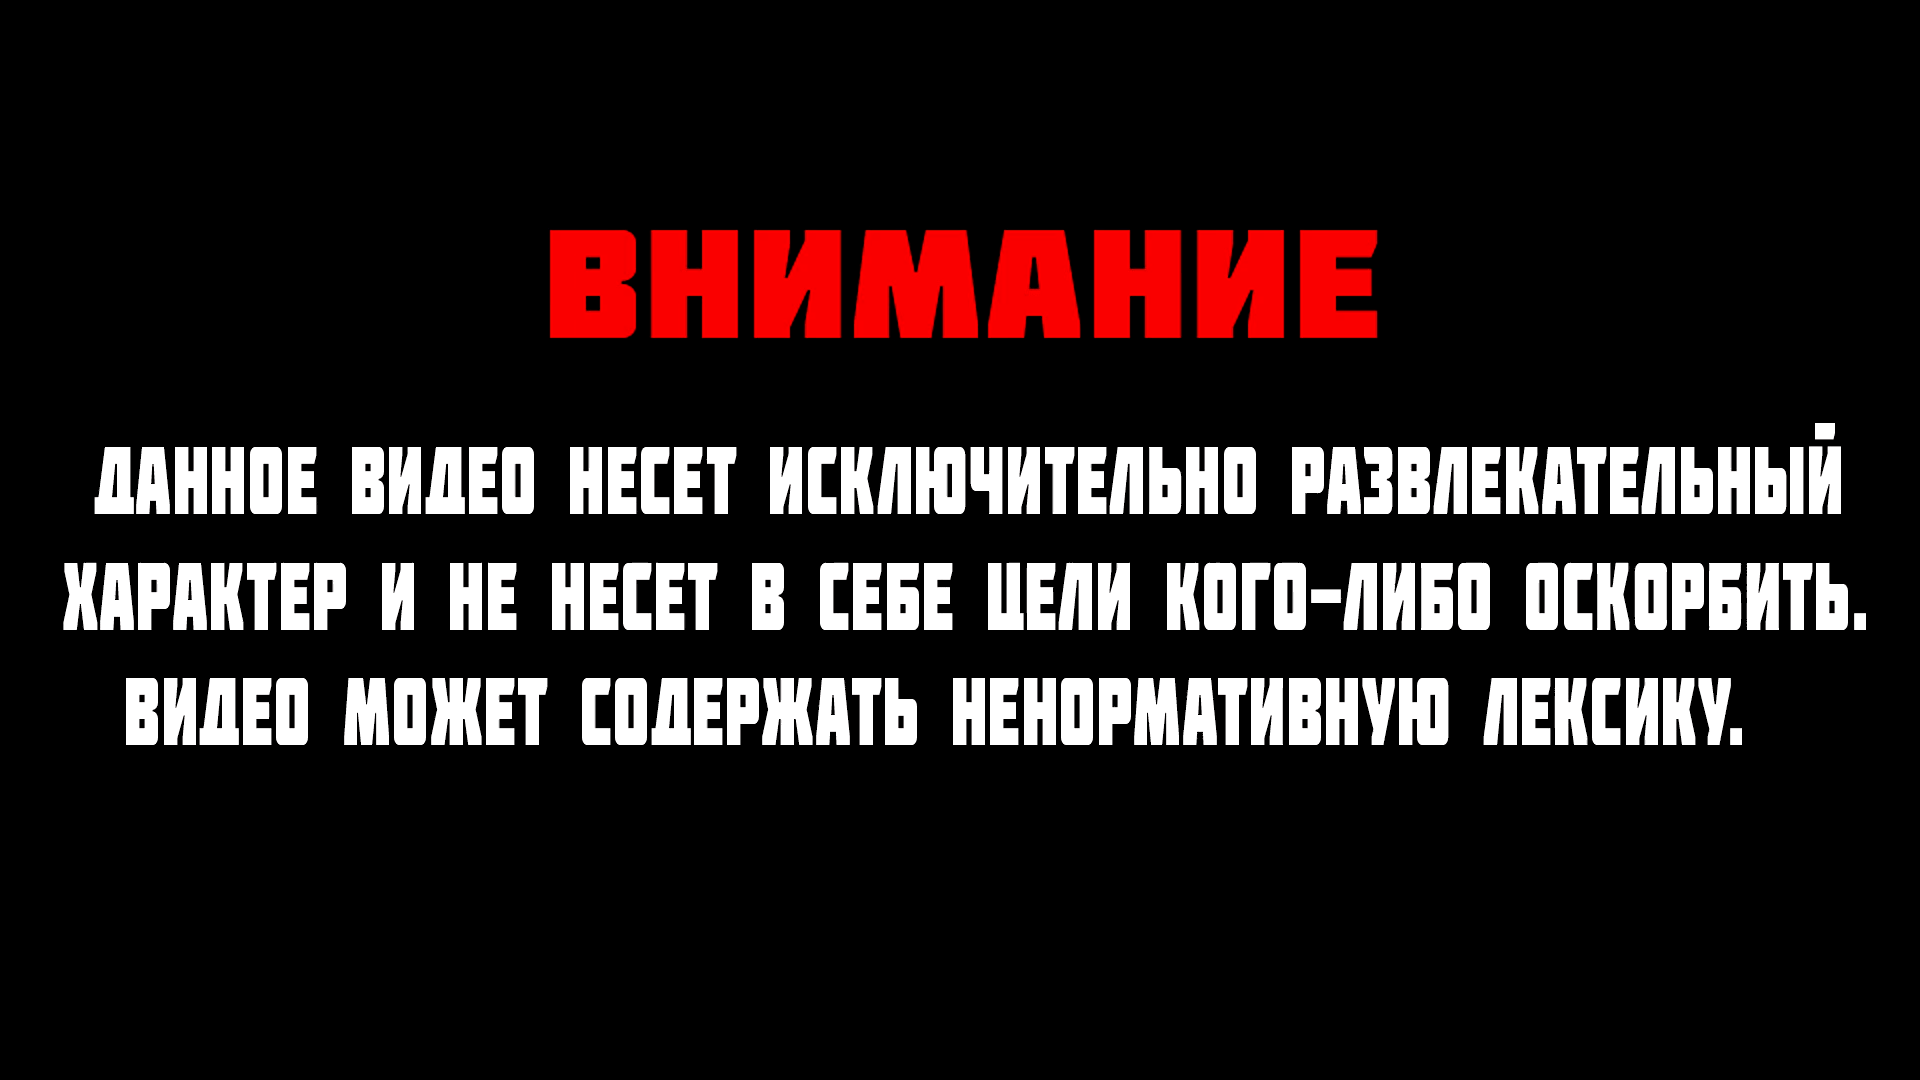 ВНИМАНИЕ
ДАННОЕ ВИДЕО НЕСЕТ ИСКЛЮЧИТЕЛЬНО РАЗВЛЕКАТЕЛЬНЫЙ
ХАРАКТЕР И НЕ НЕСЕТ В СЕБЕ ЦЕЛИ КОГО-ЛИБО ОСКОРБИТЬ.
ВИДЕО МОЖЕТ СОДЕРЖАТЬ НЕНОРМАТИВНУЮ ЛЕКСИКУ.